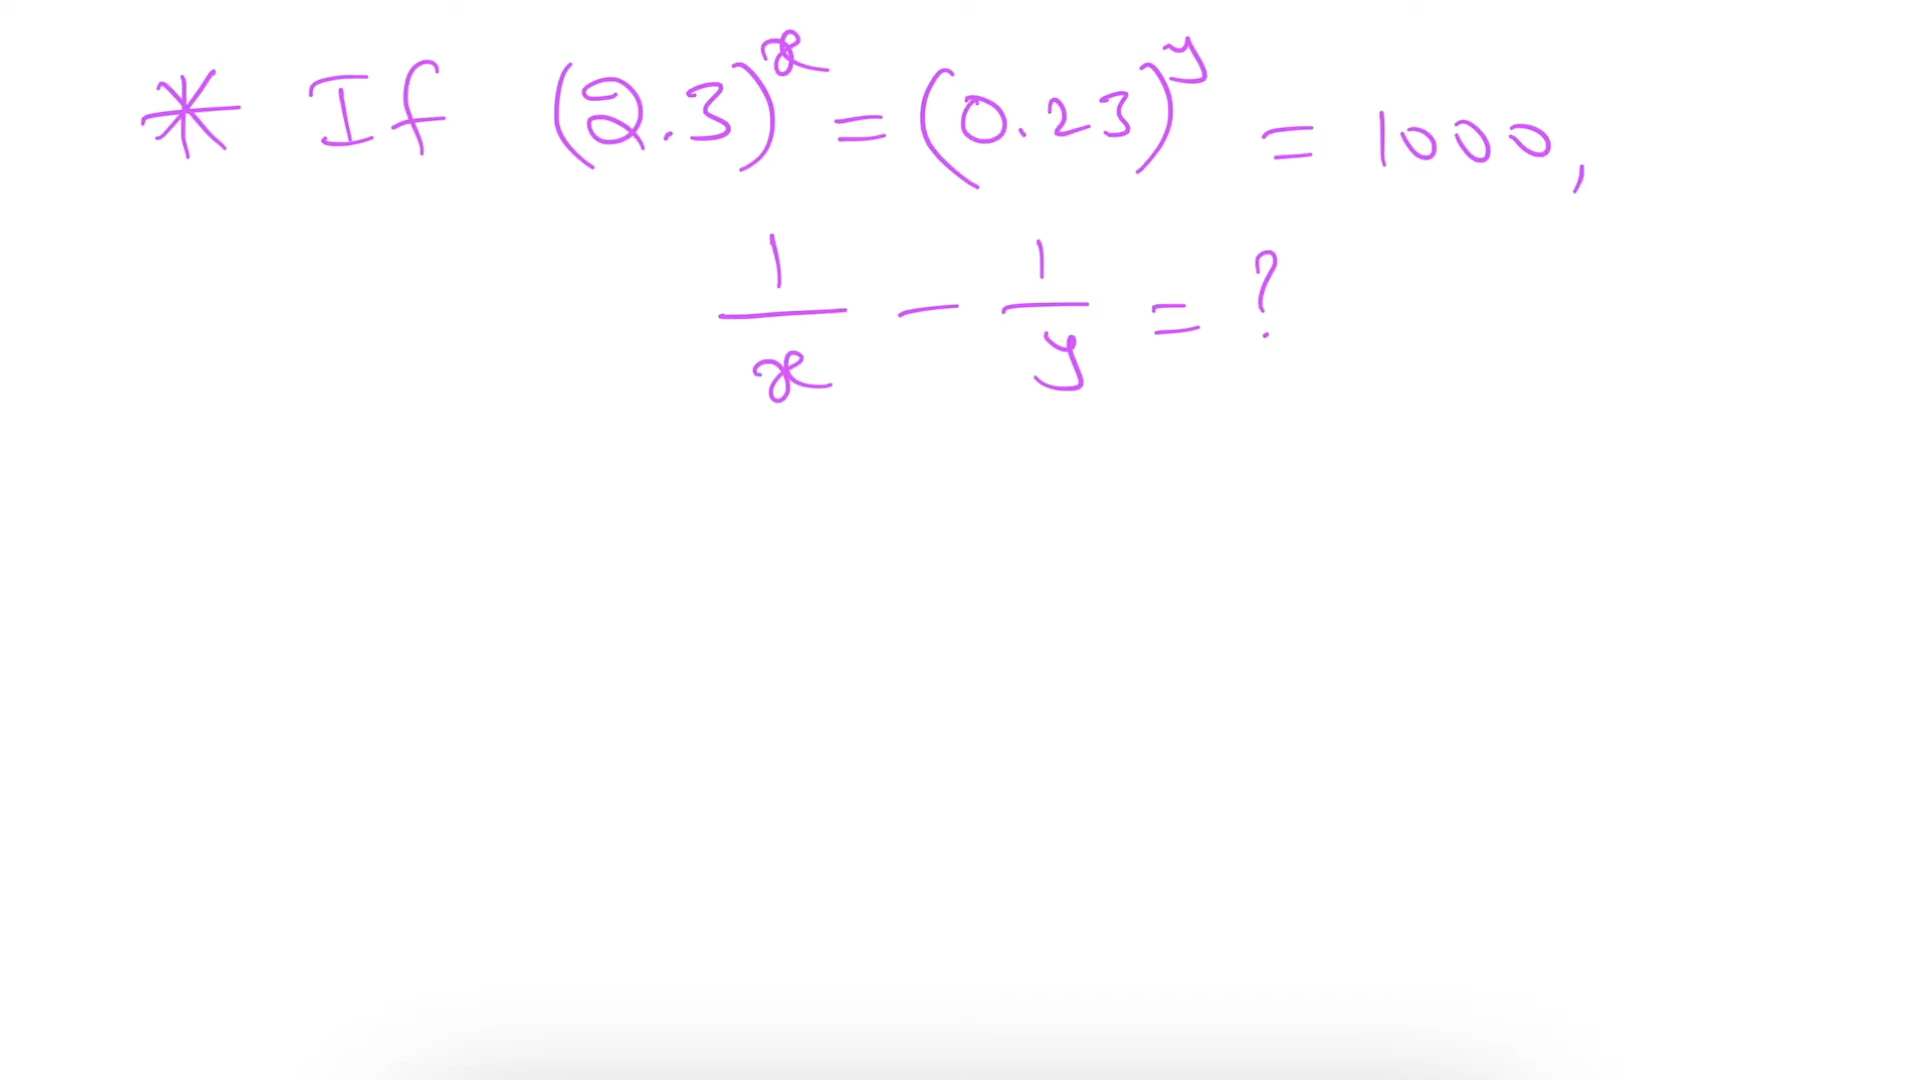 * If (2.3)^x = (0.23)^y = 1000,
1/x - 1/y = ?